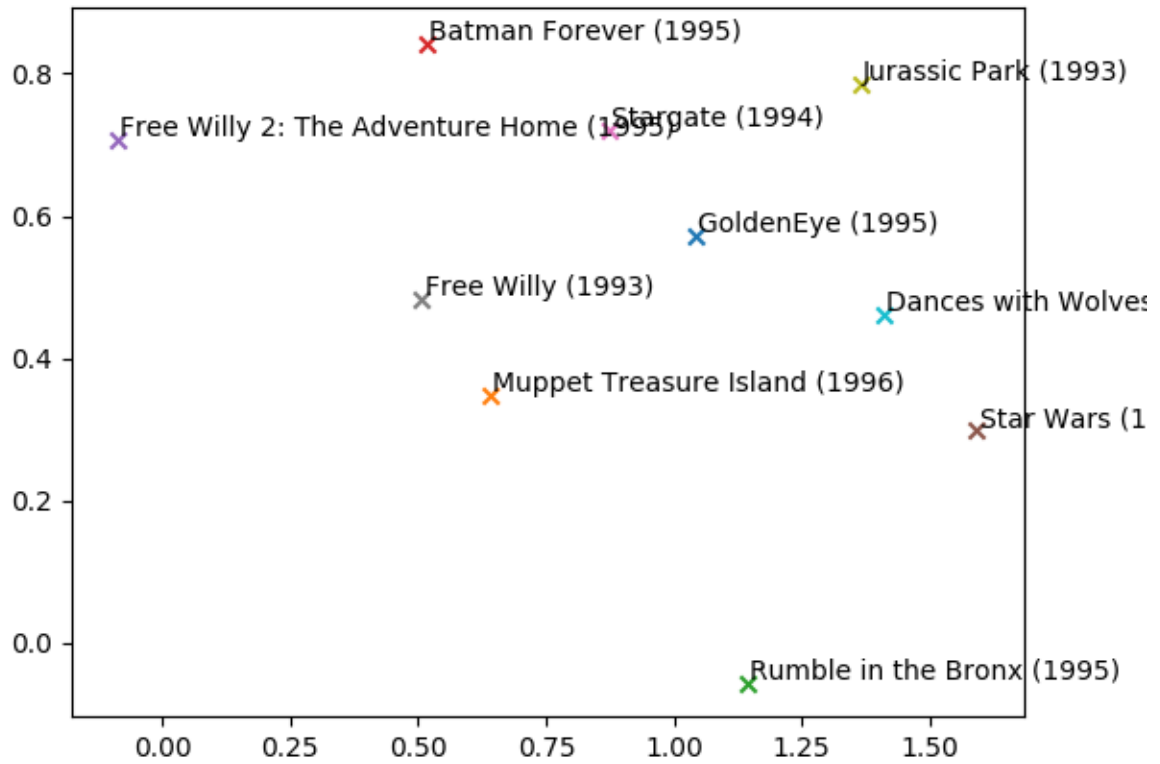 Batman Forever (1995)
0.8
Jurassic Park (1993)
Free Willy 2: The Adventure Home (1995)
Stargate (1994)
0.6
GoldenEye (1995)
Free Willy (1993)
Dances with Wolves
0.4
Muppet Treasure Island (1996)
Star Wars (1
0.2
0.0
Rumble in the Bronx (1995)
0.00 0.25 0.50 0.75 1.00 1.25 1.50